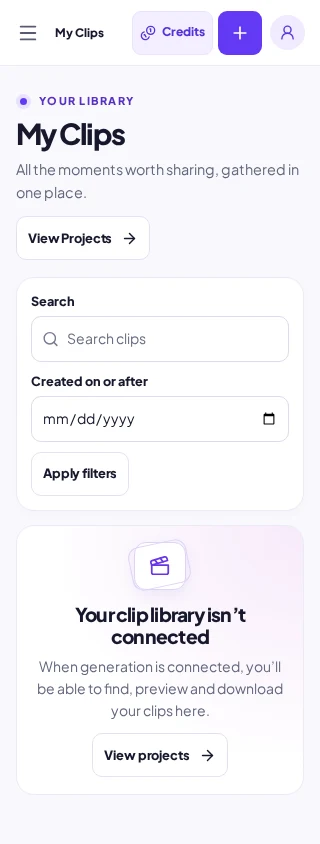 My Clips
Credits
YOUR LIBRARY
My Clips
All the moments worth sharing, gathered in
one place.
View Projects
Search
Search clips
Created on or after
mm/dd/yyyy
Apply filters
Your clip library isn't
connected
When generation is connected, you'll
be able to find, preview and download
your clips here.
View projects